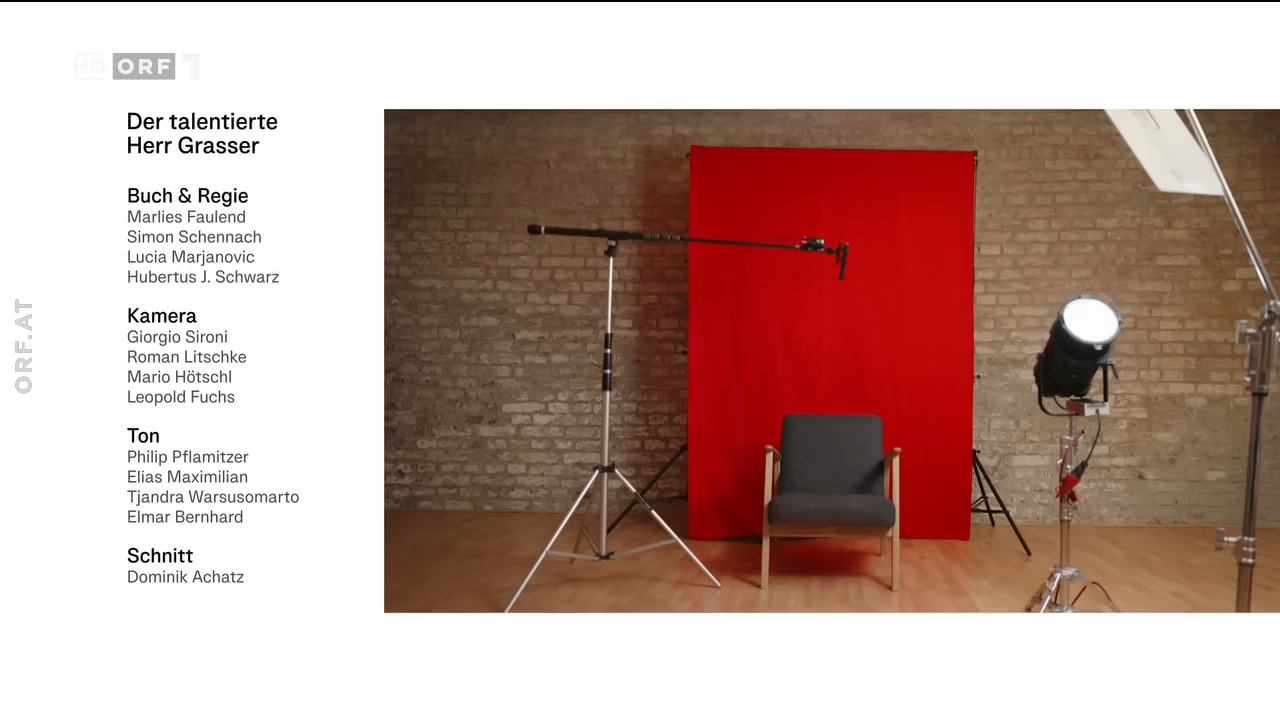 HD ORF 1
Der talentierte
Herr Grasser
Buch & Regie
Marlies Faulend
Simon Schennach
Lucia Marjanovic
Hubertus J. Schwarz
Kamera
Giorgio Sironi
Roman Litschke
Mario Hötschl
Leopold Fuchs
Ton
Philip Pflamitzer
Elias Maximilian
Tjandra Warsusomarto
Elmar Bernhard
Schnitt
Dominik Achatz
ORF.AT